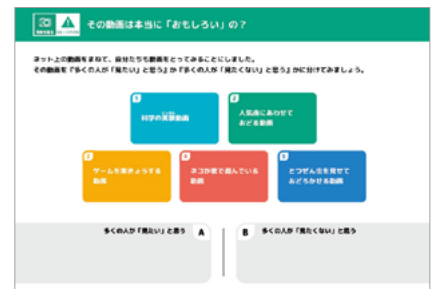 その動画は本当に「おもしろい」の？
ネット上の動画をまねて、自分たちも動画をとってみることにしました。
その動画を『多くの人が「見たい」と思う』か『多くの人が「見たくない」と思う』かに分けてみましょう。
1
科学の実験動画
2
人気曲にあわせて
おどる動画
3
ゲームを実きょうする
動画
4
ネコが家で遊んでいる
動画
5
とつぜん虫を見せて
おどろかせる動画
多くの人が「見たい」と思う A
B 多くの人が「見たくない」と思う